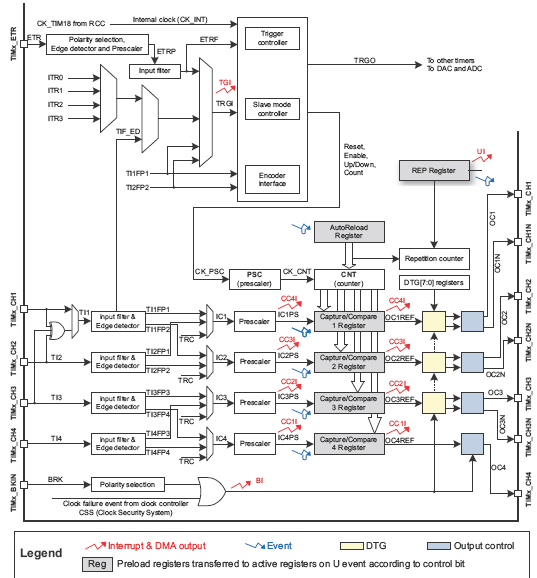 CK_TIM18 from RCC
Internal clock (CK_INT)
TIMx_ETR
ETR
Polarity selection,
Edge detector and Prescaler
ETRP
ETRF
Input filter
Trigger
controller
TRGO
To other timers
To DAC and ADC
ITR0
ITR1
ITR2
ITR3
TGI
TRGI
TIF_ED
Slave mode
controller
Reset,
Enable,
Up/Down,
Count
TI1FP1
TI2FP2
Encoder
Interface
UI
REP Register
AutoReload
Register
Repetition counter
CK_PSC
PSC
(prescaler)
CK_CNT
CNT
(counter)
DTG[7:0] registers
TIMx_CH1
TI1
Input filter &
Edge detector
TI1FP1
TI1FP2
TRC
IC1
Prescaler
CC4I
IC1PS
Capture/Compare
1 Register
CC4I
OC1REF
DTG
OC1
OC1N
TIMx_CH1
TIMx_CH1N
TIMx_CH2
TI2
Input filter &
Edge detector
TI2FP1
TI2FP2
TRC
IC2
Prescaler
CC3I
IC2PS
Capture/Compare
2 Register
CC3I
OC2REF
DTG
OC2
OC2N
TIMx_CH2
TIMx_CH2N
TIMx_CH3
TI3
Input filter &
Edge detector
TI3FP3
TI3FP4
TRC
IC3
Prescaler
CC2I
IC3PS
Capture/Compare
3 Register
CC2I
OC3REF
DTG
OC3
OC3N
TIMx_CH3
TIMx_CH3N
TIMx_CH4
TI4
Input filter &
Edge detector
TI4FP3
TI4FP4
TRC
IC4
Prescaler
CC1I
IC4PS
Capture/Compare
4 Register
CC1I
OC4REF
OC4
TIMx_CH4
TIMx_BKIN
BRK
Polarity selection
BI
Clock failure event from clock controller
CSS (Clock Security System)
Legend
Interrupt & DMA output
Event
DTG
Output control
Reg
Preload registers transferred to active registers on U event according to control bit